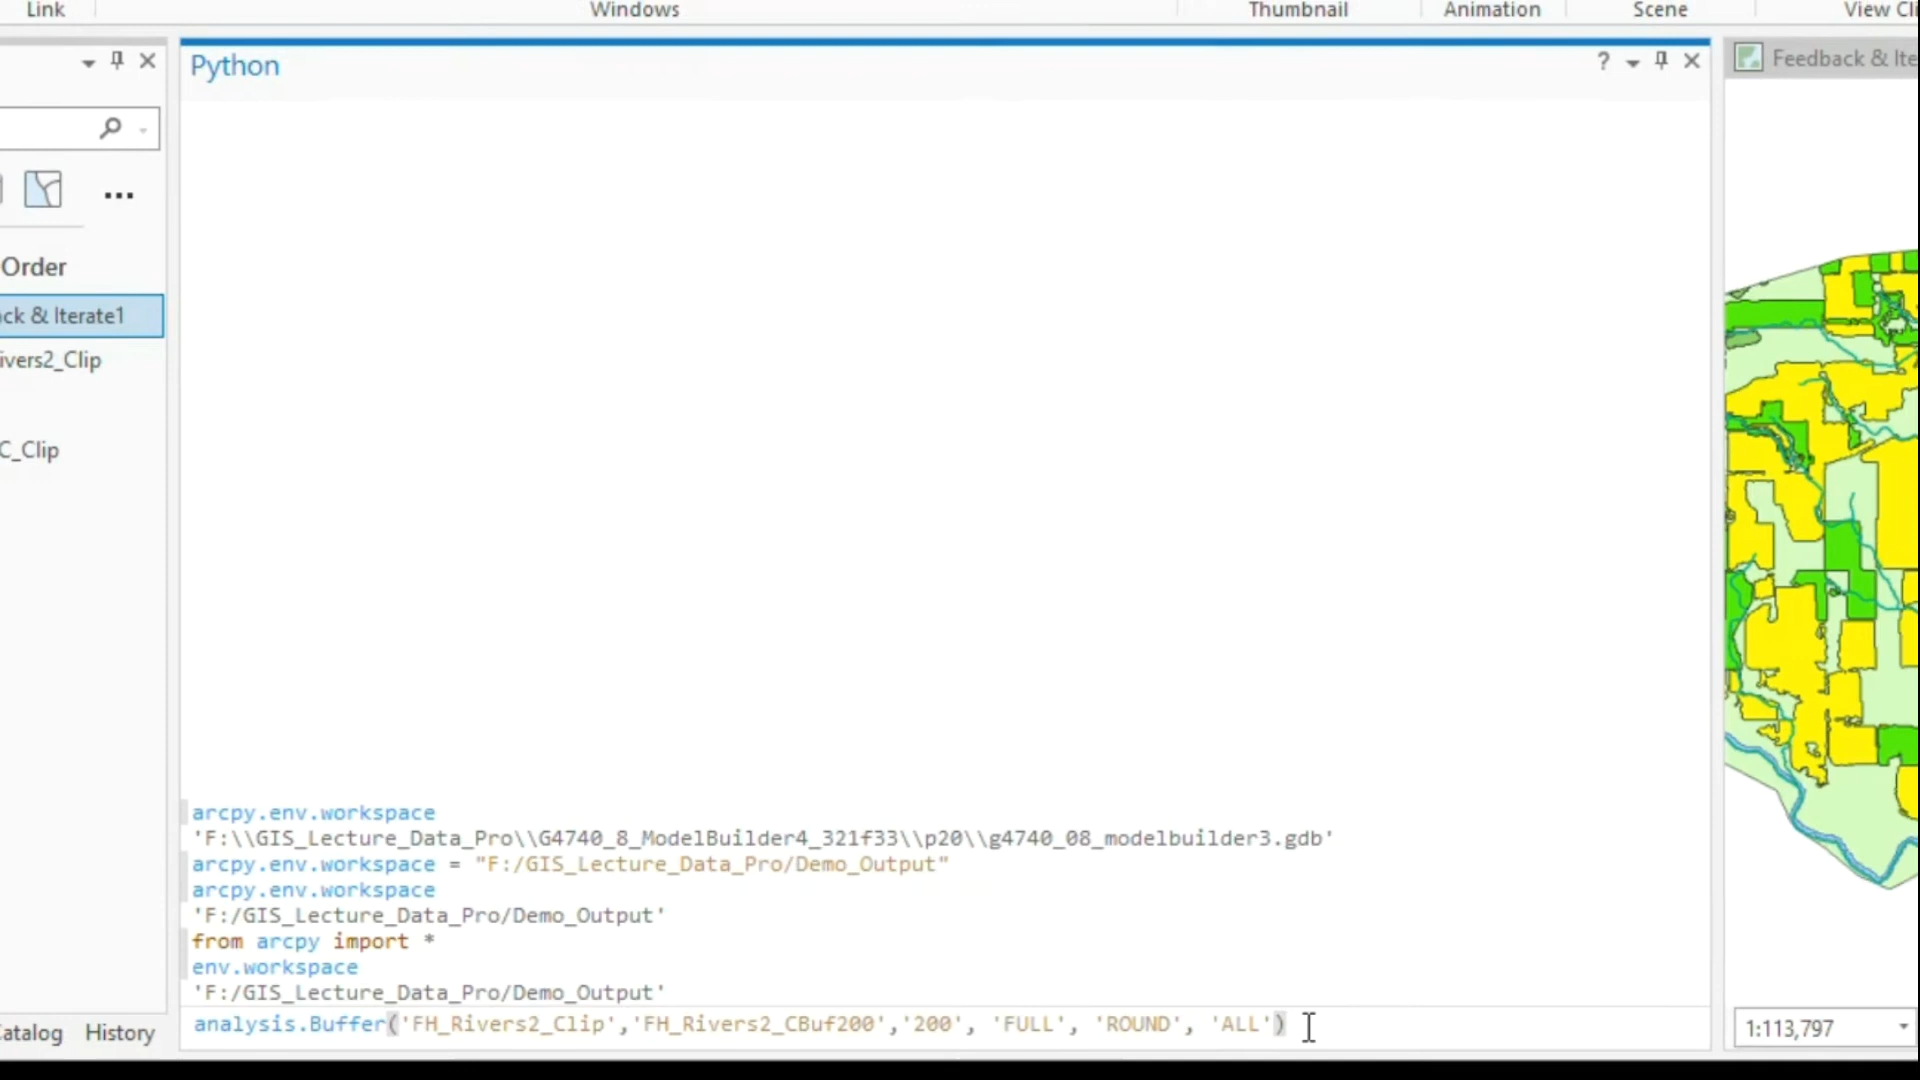 Link
Windows
Thumbnail
Animation
Scene
View Cli
Python
?
Feedback & Ite
Order
ck & Iterate1
ivers2_Clip
C_Clip
arcpy.env.workspace
'F:\\GIS_Lecture_Data_Pro\\G4740_8_ModelBuilder4_321f33\\p20\\g4740_08_modelbuilder3.gdb'
arcpy.env.workspace = "F:/GIS_Lecture_Data_Pro/Demo_Output"
arcpy.env.workspace
'F:/GIS_Lecture_Data_Pro/Demo_Output'
from arcpy import *
env.workspace
'F:/GIS_Lecture_Data_Pro/Demo_Output'
analysis.Buffer('FH_Rivers2_Clip','FH_Rivers2_CBuf200','200', 'FULL', 'ROUND', 'ALL')
atalog History
1:113,797